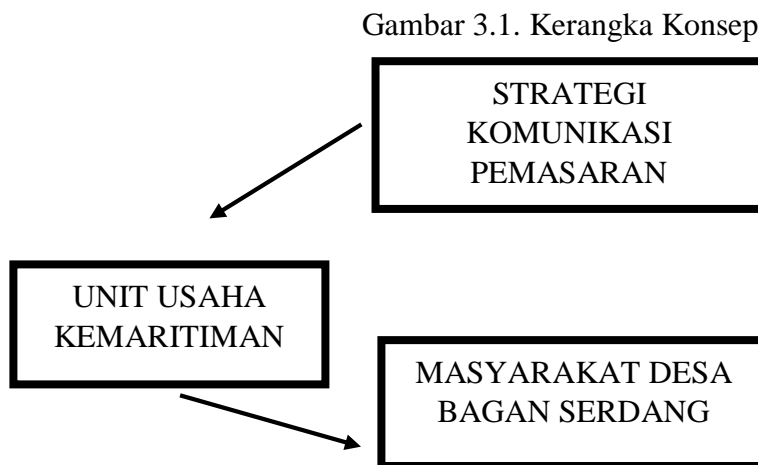 Gambar 3.1. Kerangka Konsep
STRATEGI
KOMUNIKASI
PEMASARAN
UNIT USAHA
KEMARITIMAN
MASYARAKAT DESA
BAGAN SERDANG